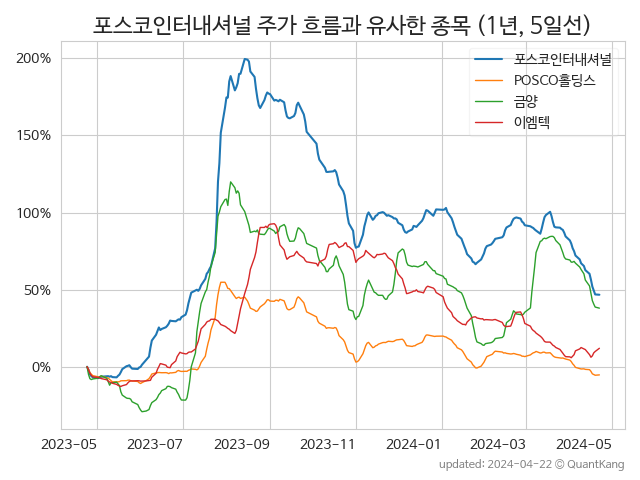 포스코인터내셔널 주가 흐름과 유사한 종목 (1년, 5일선)
포스코인터내셔널
POSCO홀딩스
금양
이엠텍
200%
150%
100%
50%
0%
2023-05 2023-07 2023-09 2023-11 2024-01 2024-03 2024-05
updated: 2024-04-22 © QuantKang